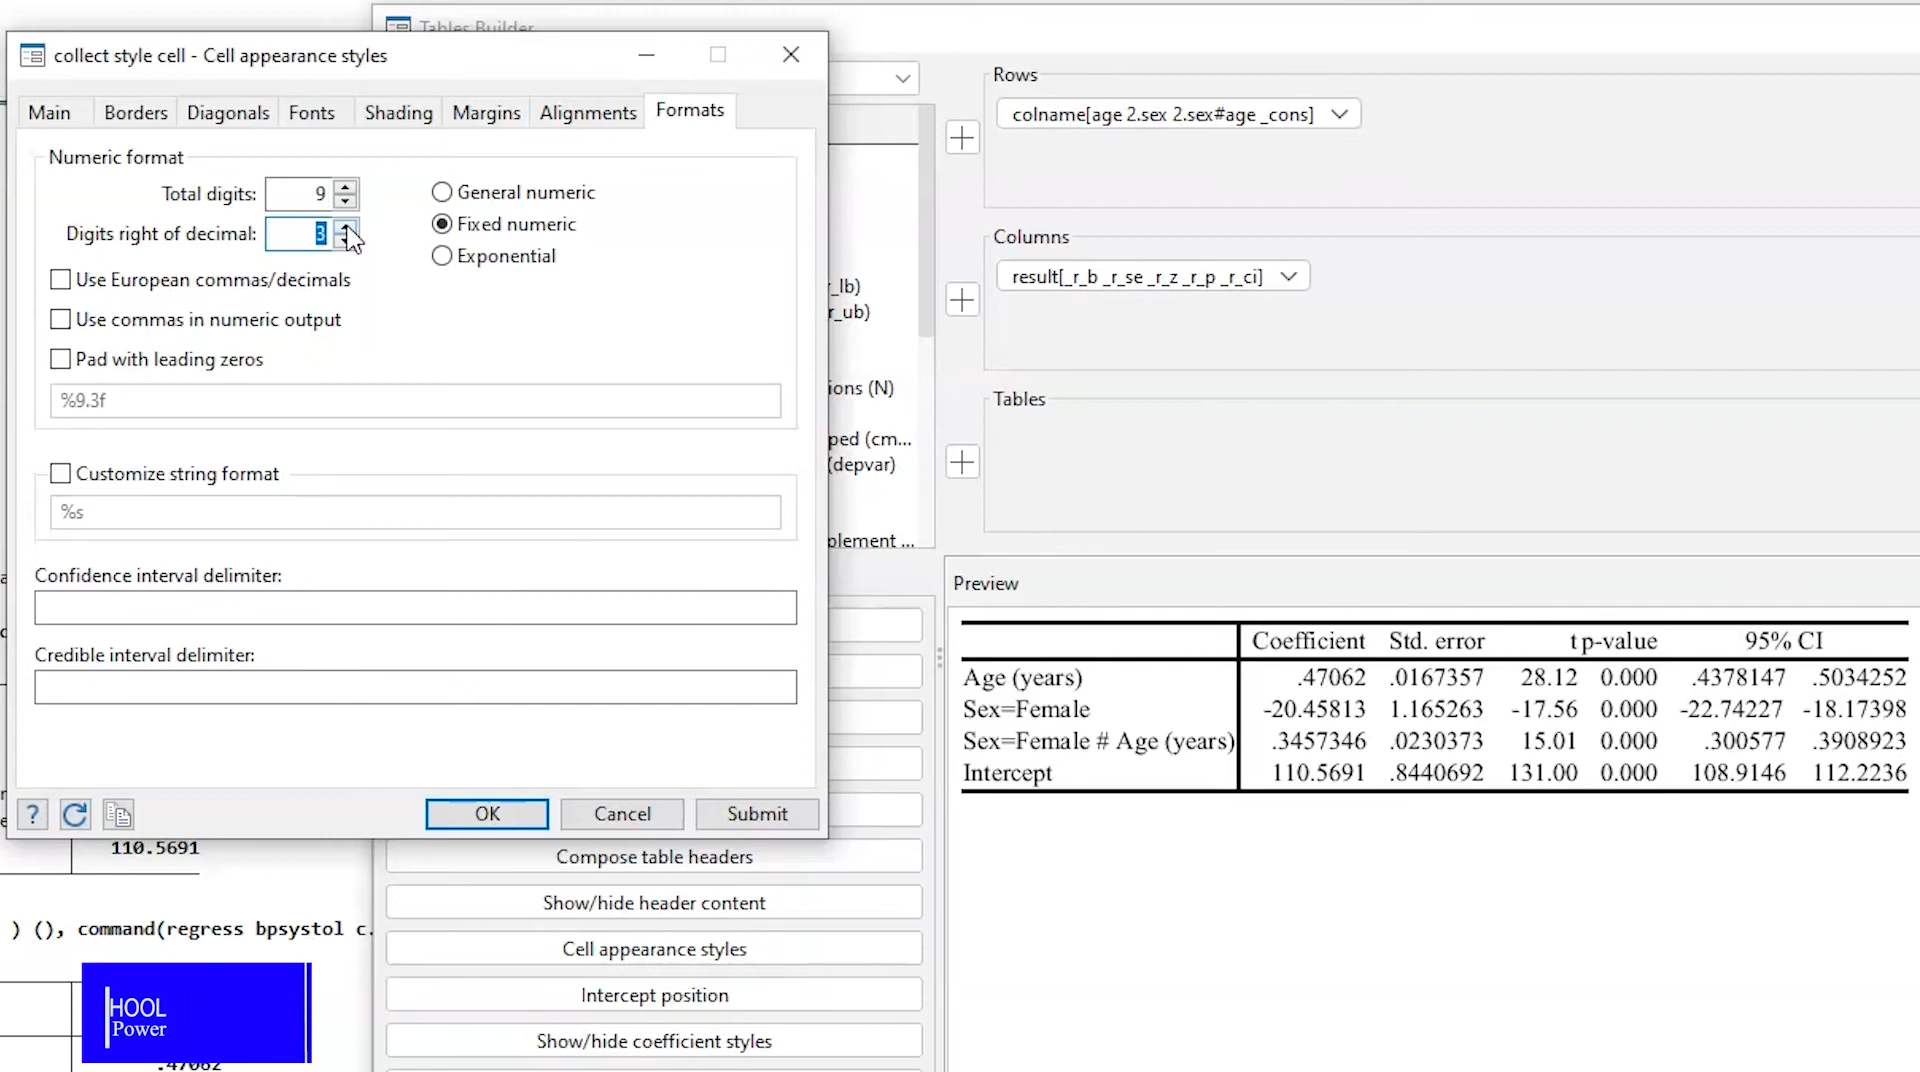 Tables Builder
collect style cell - Cell appearance styles
Main Borders Diagonals Fonts Shading Margins Alignments Formats
Numeric format
Total digits: 9
Digits right of decimal: 3
General numeric
Fixed numeric
Exponential
Use European commas/decimals
Use commas in numeric output
Pad with leading zeros
%9.3f
Customize string format
%s
Confidence interval delimiter:
Credible interval delimiter:
? OK Cancel Submit
r_lb)
r_ub)
ions (N)
ped (cm...
(depvar)
plement ...
Rows
colname[age 2.sex 2.sex#age _cons]
Columns
result[_r_b _r_se _r_z _r_p _r_ci]
Tables
Preview
Coefficient Std. error t p-value 95% CI
Age (years) .47062 .0167357 28.12 0.000 .4378147 .5034252
Sex=Female -20.45813 1.165263 -17.56 0.000 -22.74227 -18.17398
Sex=Female # Age (years) .3457346 .0230373 15.01 0.000 .300577 .3908923
Intercept 110.5691 .8440692 131.00 0.000 108.9146 112.2236
Compose table headers
Show/hide header content
Cell appearance styles
Intercept position
Show/hide coefficient styles
110.5691
) (), command(regress bpsystol c.
HOOL
Power
.47062